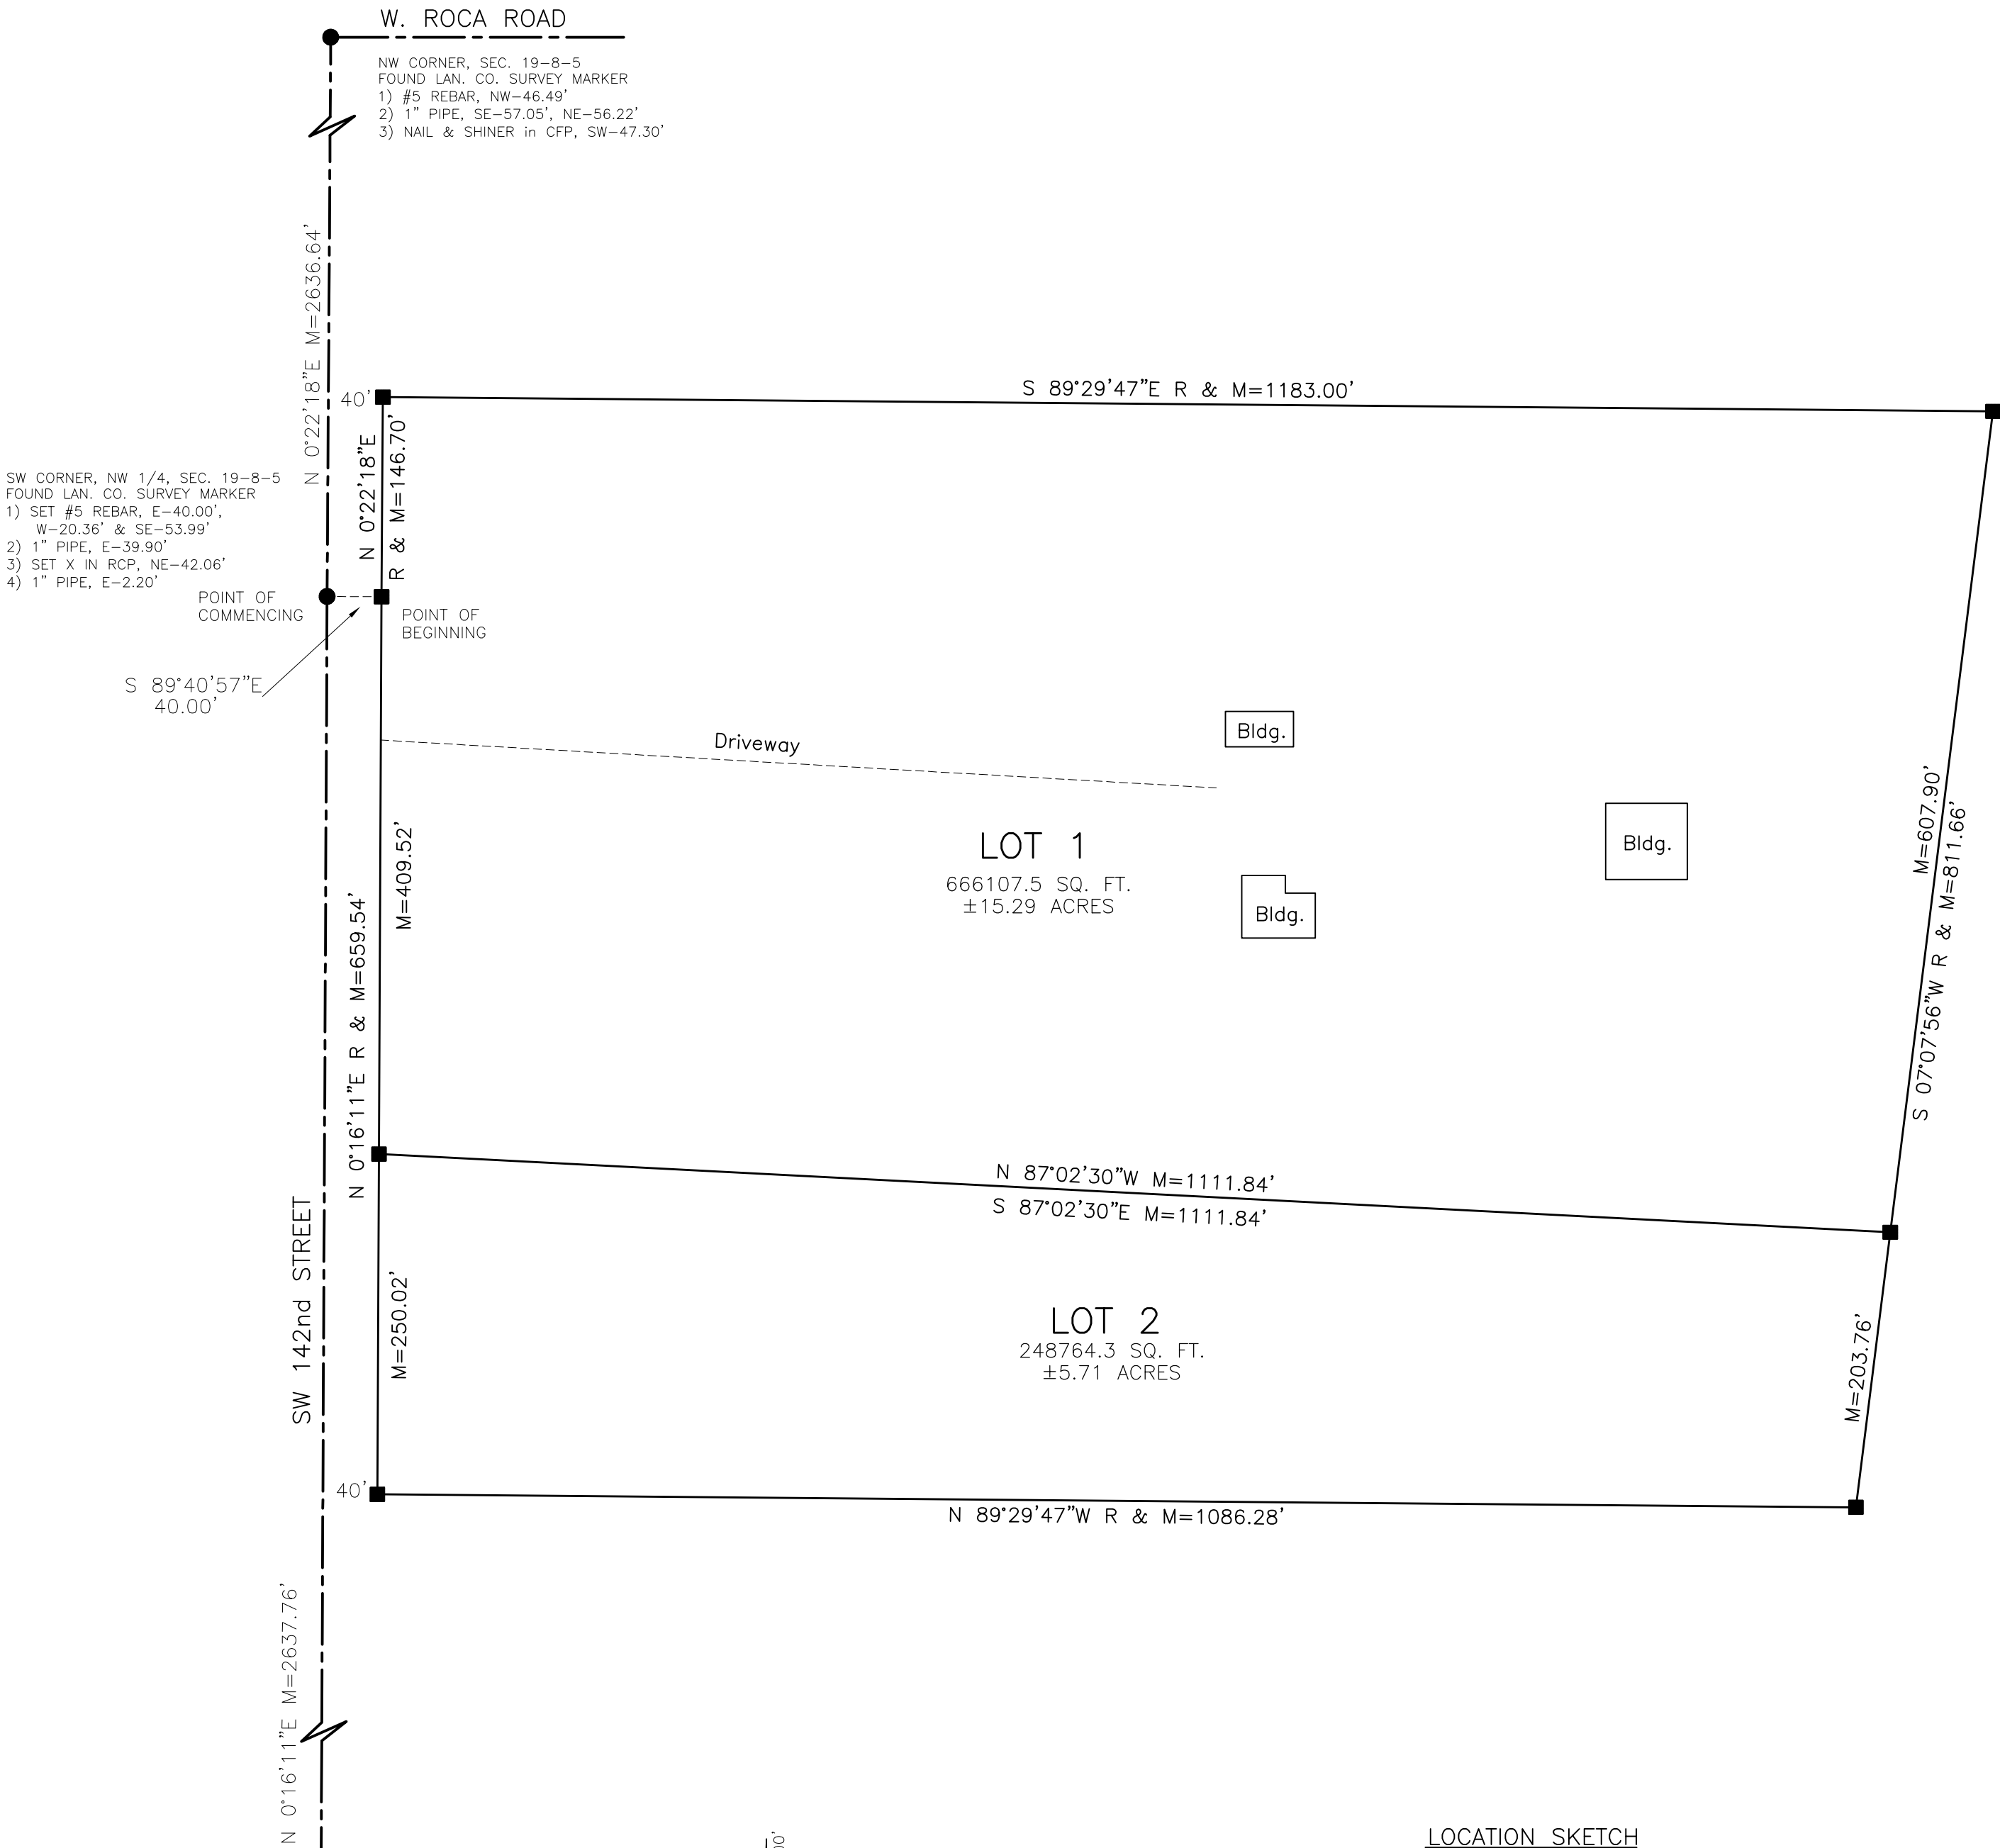 W. ROCA ROAD
NW CORNER, SEC. 19-8-5
FOUND LAN. CO. SURVEY MARKER
1) #5 REBAR, NW-46.49'
2) 1" PIPE, SE-57.05', NE-56.22'
3) NAIL & SHINER in CFP, SW-47.30'
N 0°22'18"E M=2636.64'
40'
S 89°29'47"E R & M=1183.00'
N 0°22'18"E
R & M=146.70'
SW CORNER, NW 1/4, SEC. 19-8-5
FOUND LAN. CO. SURVEY MARKER
1) SET #5 REBAR, E-40.00',
W-20.36' & SE-53.99'
2) 1" PIPE, E-39.90'
3) SET X IN RCP, NE-42.06'
4) 1" PIPE, E-2.20'
POINT OF
COMMENCING
POINT OF
BEGINNING
S 89°40'57"E
40.00'
Driveway
Bldg.
Bldg.
Bldg.
LOT 1
666107.5 SQ. FT.
±15.29 ACRES
M=409.52'
N 0°16'11"E R & M=659.54'
M=607.90'
S 07°07'56"W R & M=811.66'
N 87°02'30"W M=1111.84'
S 87°02'30"E M=1111.84'
SW 142nd STREET
M=250.02'
LOT 2
248764.3 SQ. FT.
±5.71 ACRES
M=203.76'
40'
N 89°29'47"W R & M=1086.28'
N 0°16'11"E M=2637.76'
LOCATION SKETCH